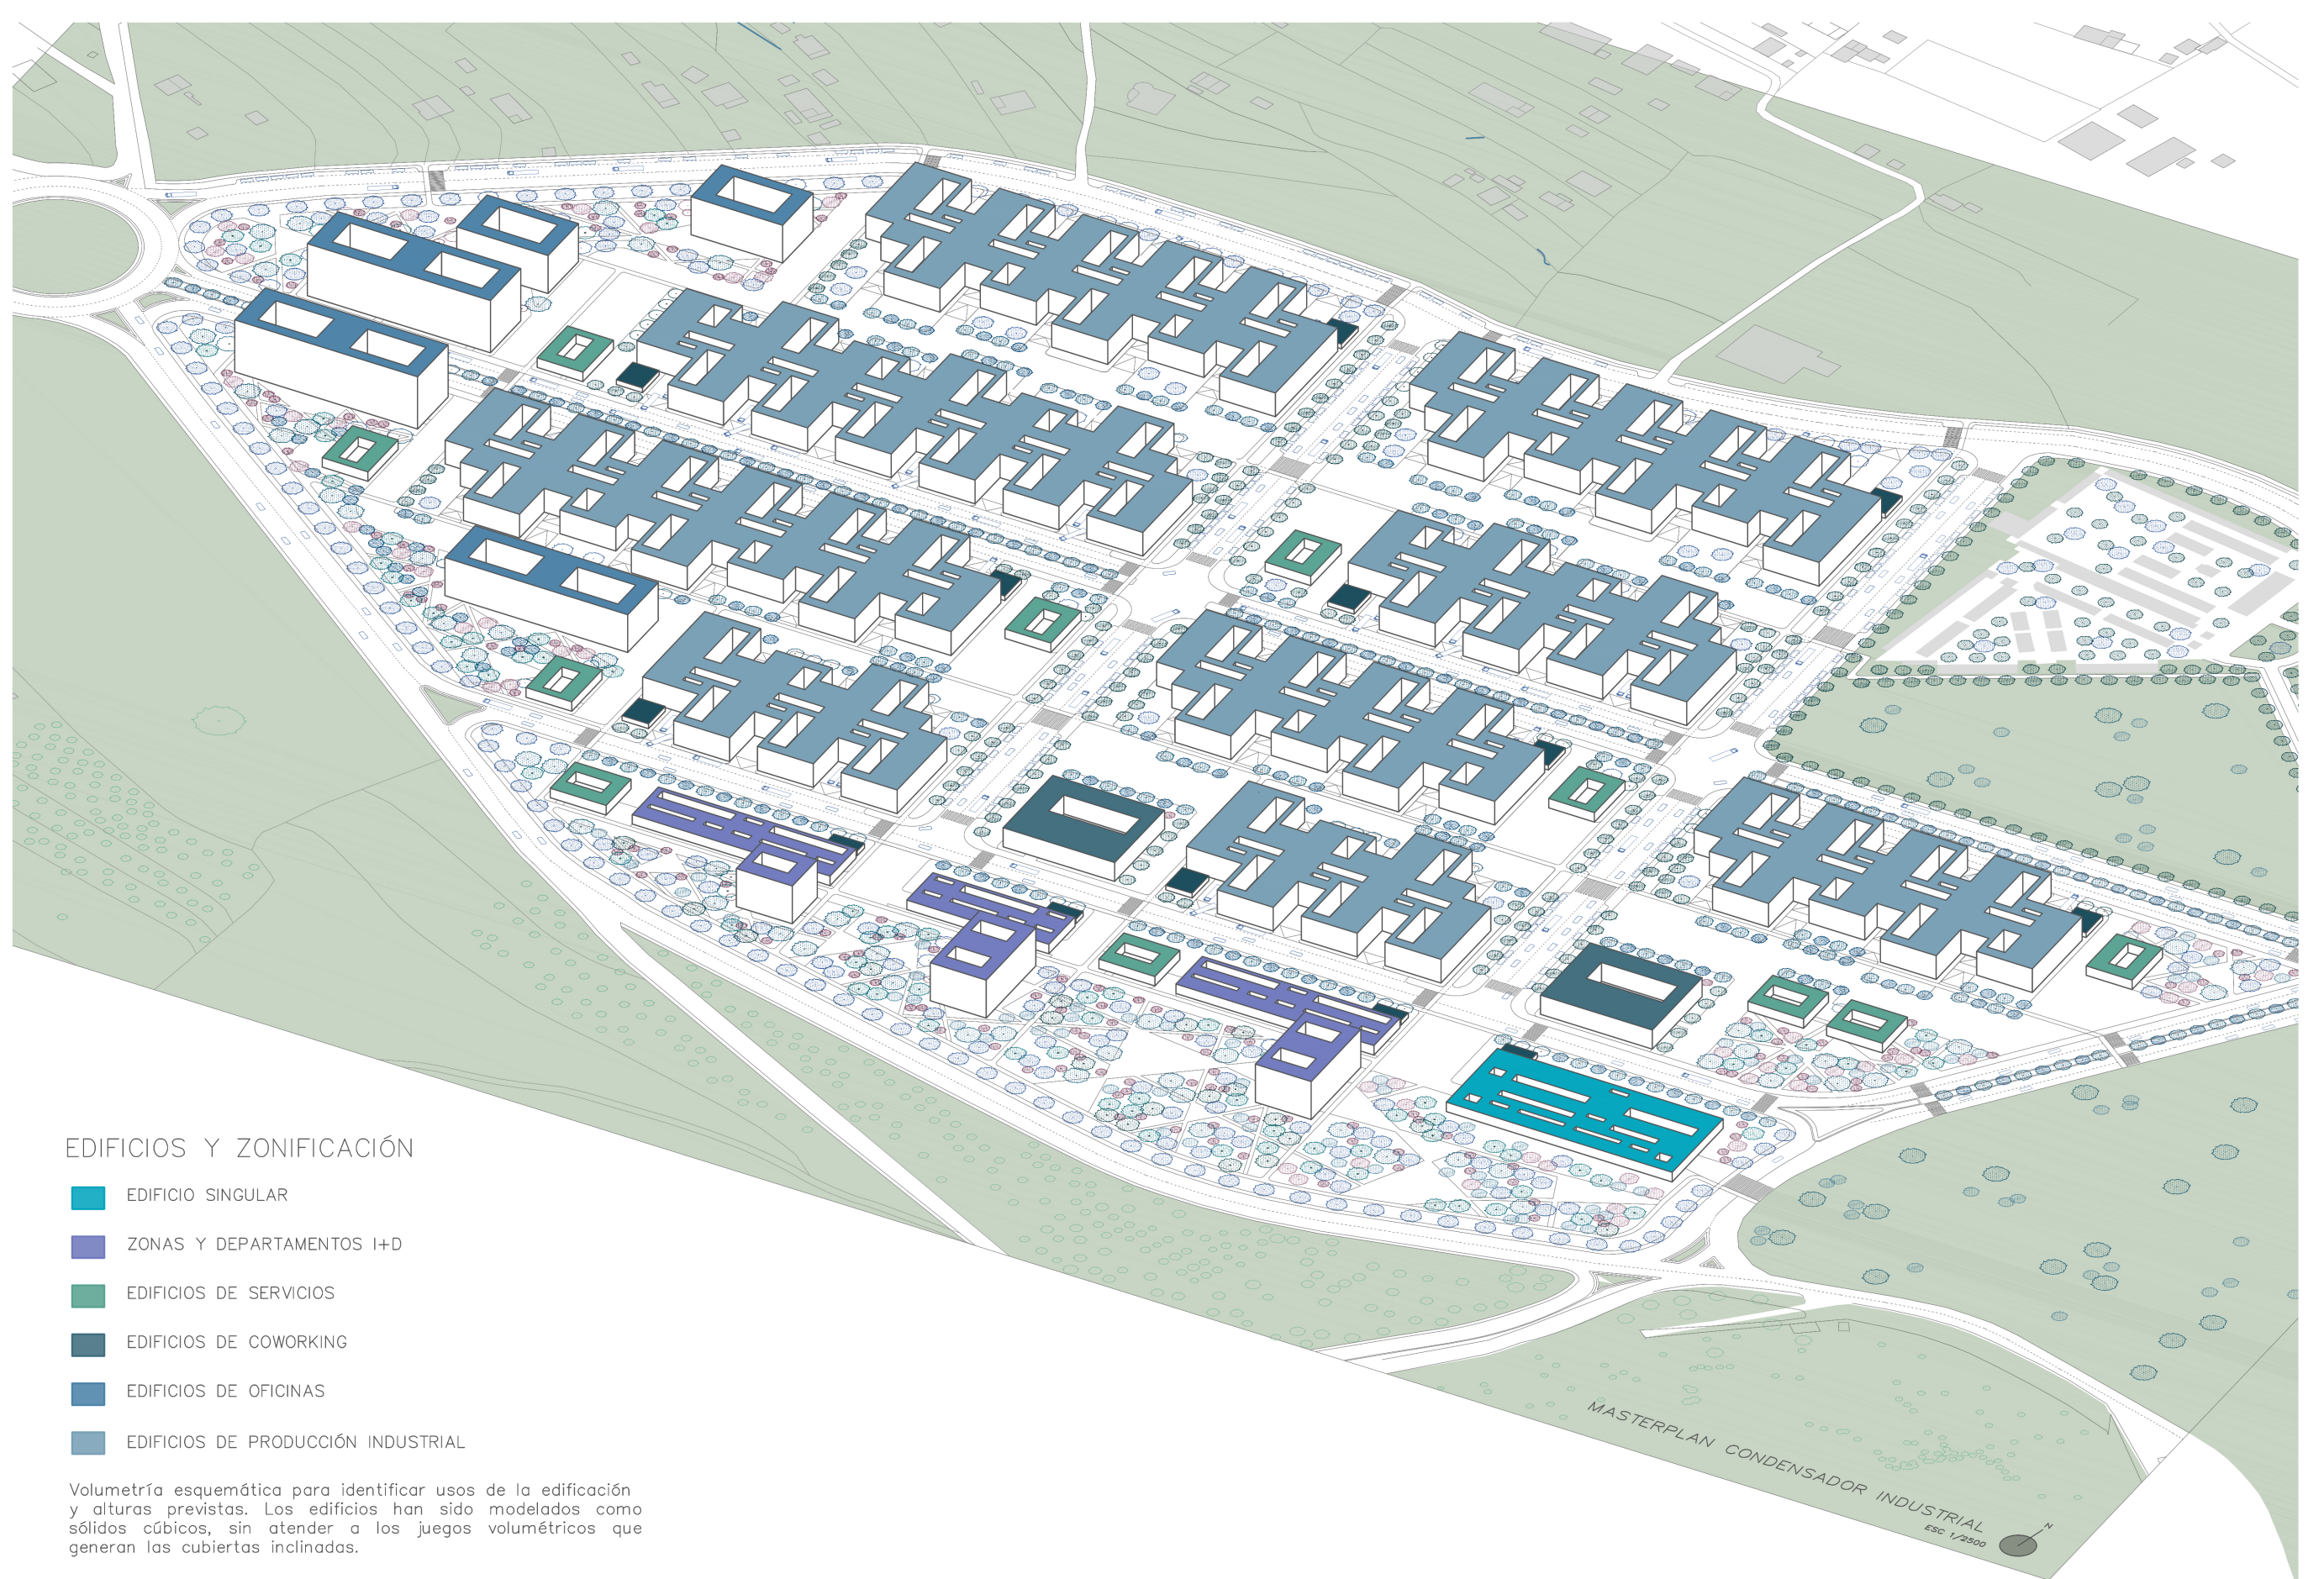 EDIFICIOS Y ZONIFICACIÓN
EDIFICIO SINGULAR
ZONAS Y DEPARTAMENTOS I+D
EDIFICIOS DE SERVICIOS
EDIFICIOS DE COWORKING
EDIFICIOS DE OFICINAS
EDIFICIOS DE PRODUCCIÓN INDUSTRIAL
Volumetría esquemática para identificar usos de la edificación
y alturas previstas. Los edificios han sido modelados como
sólidos cúbicos, sin atender a los juegos volumétricos que
generan las cubiertas inclinadas.
MASTERPLAN CONDENSADOR INDUSTRIAL
ESC 1/2500
N